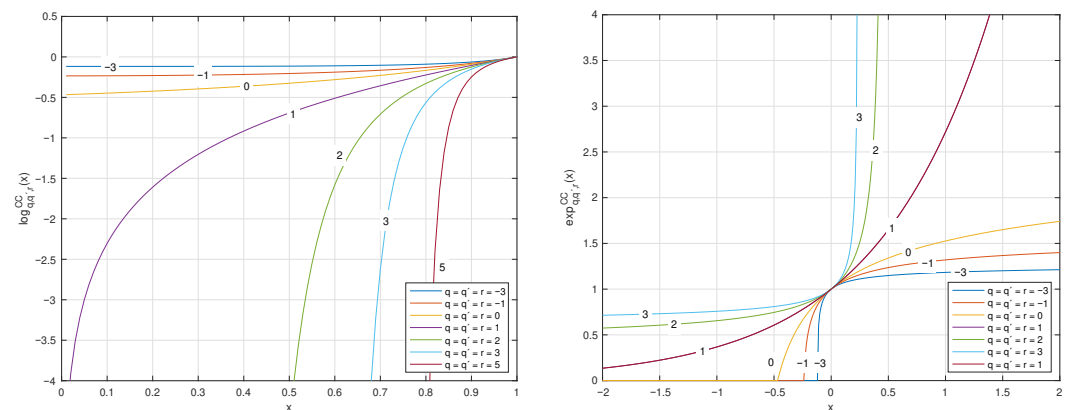 0.5
0
−0.5
−1
−1.5
−2
−2.5
−3
−3.5
−4
log^{CC}_{q,q´,r}(x)
−3
−1
0
1
2
3
5
q = q´ = r = −3
q = q´ = r = −1
q = q´ = r = 0
q = q´ = r = 1
q = q´ = r = 2
q = q´ = r = 3
q = q´ = r = 5
0 0.1 0.2 0.3 0.4 0.5 0.6 0.7 0.8 0.9 1
x
4
3.5
3
2.5
2
1.5
1
0.5
0
exp^{CC}_{q,q´,r}(x)
3
2
1
0
−1
−3
3
2
1
0
−1
−3
q = q´ = r = −3
q = q´ = r = −1
q = q´ = r = 0
q = q´ = r = 1
q = q´ = r = 2
q = q´ = r = 3
q = q´ = r = 1
−2 −1.5 −1 −0.5 0 0.5 1 1.5 2
x